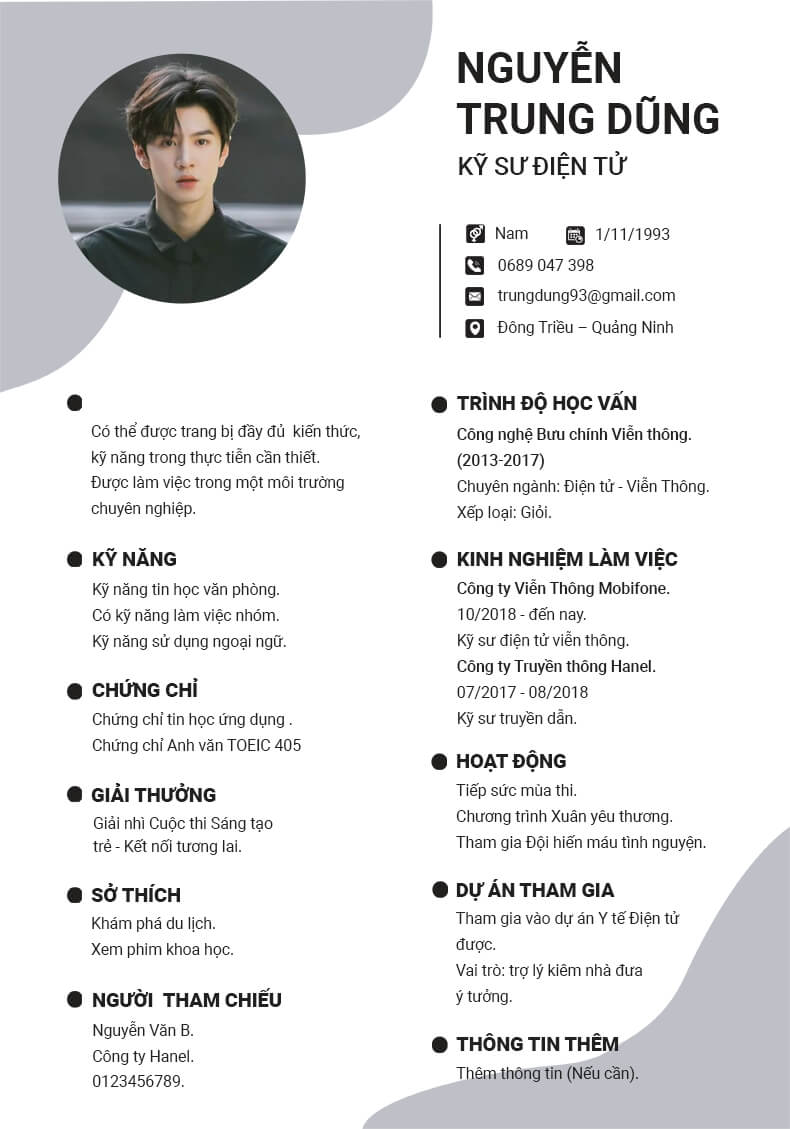 NGUYỄN
TRUNG DŨNG
KỸ SƯ ĐIỆN TỬ
Nam 1/11/1993
0689 047 398
trungdung93@gmail.com
Đông Triều – Quảng Ninh
Có thể được trang bị đầy đủ kiến thức,
kỹ năng trong thực tiễn cần thiết.
Được làm việc trong một môi trường
chuyên nghiệp.
KỸ NĂNG
Kỹ năng tin học văn phòng.
Có kỹ năng làm việc nhóm.
Kỹ năng sử dụng ngoại ngữ.
CHỨNG CHỈ
Chứng chỉ tin học ứng dụng .
Chứng chỉ Anh văn TOEIC 405
GIẢI THƯỞNG
Giải nhì Cuộc thi Sáng tạo
trẻ - Kết nối tương lai.
SỞ THÍCH
Khám phá du lịch.
Xem phim khoa học.
NGƯỜI THAM CHIẾU
Nguyễn Văn B.
Công ty Hanel.
0123456789.
TRÌNH ĐỘ HỌC VẤN
Công nghệ Bưu chính Viễn thông.
(2013-2017)
Chuyên ngành: Điện tử - Viễn Thông.
Xếp loại: Giỏi.
KINH NGHIỆM LÀM VIỆC
Công ty Viễn Thông Mobifone.
10/2018 - đến nay.
Kỹ sư điện tử viễn thông.
Công ty Truyền thông Hanel.
07/2017 - 08/2018
Kỹ sư truyền dẫn.
HOẠT ĐỘNG
Tiếp sức mùa thi.
Chương trình Xuân yêu thương.
Tham gia Đội hiến máu tình nguyện.
DỰ ÁN THAM GIA
Tham gia vào dự án Y tế Điện tử
được.
Vai trò: trợ lý kiêm nhà đưa
ý tưởng.
THÔNG TIN THÊM
Thêm thông tin (Nếu cần).